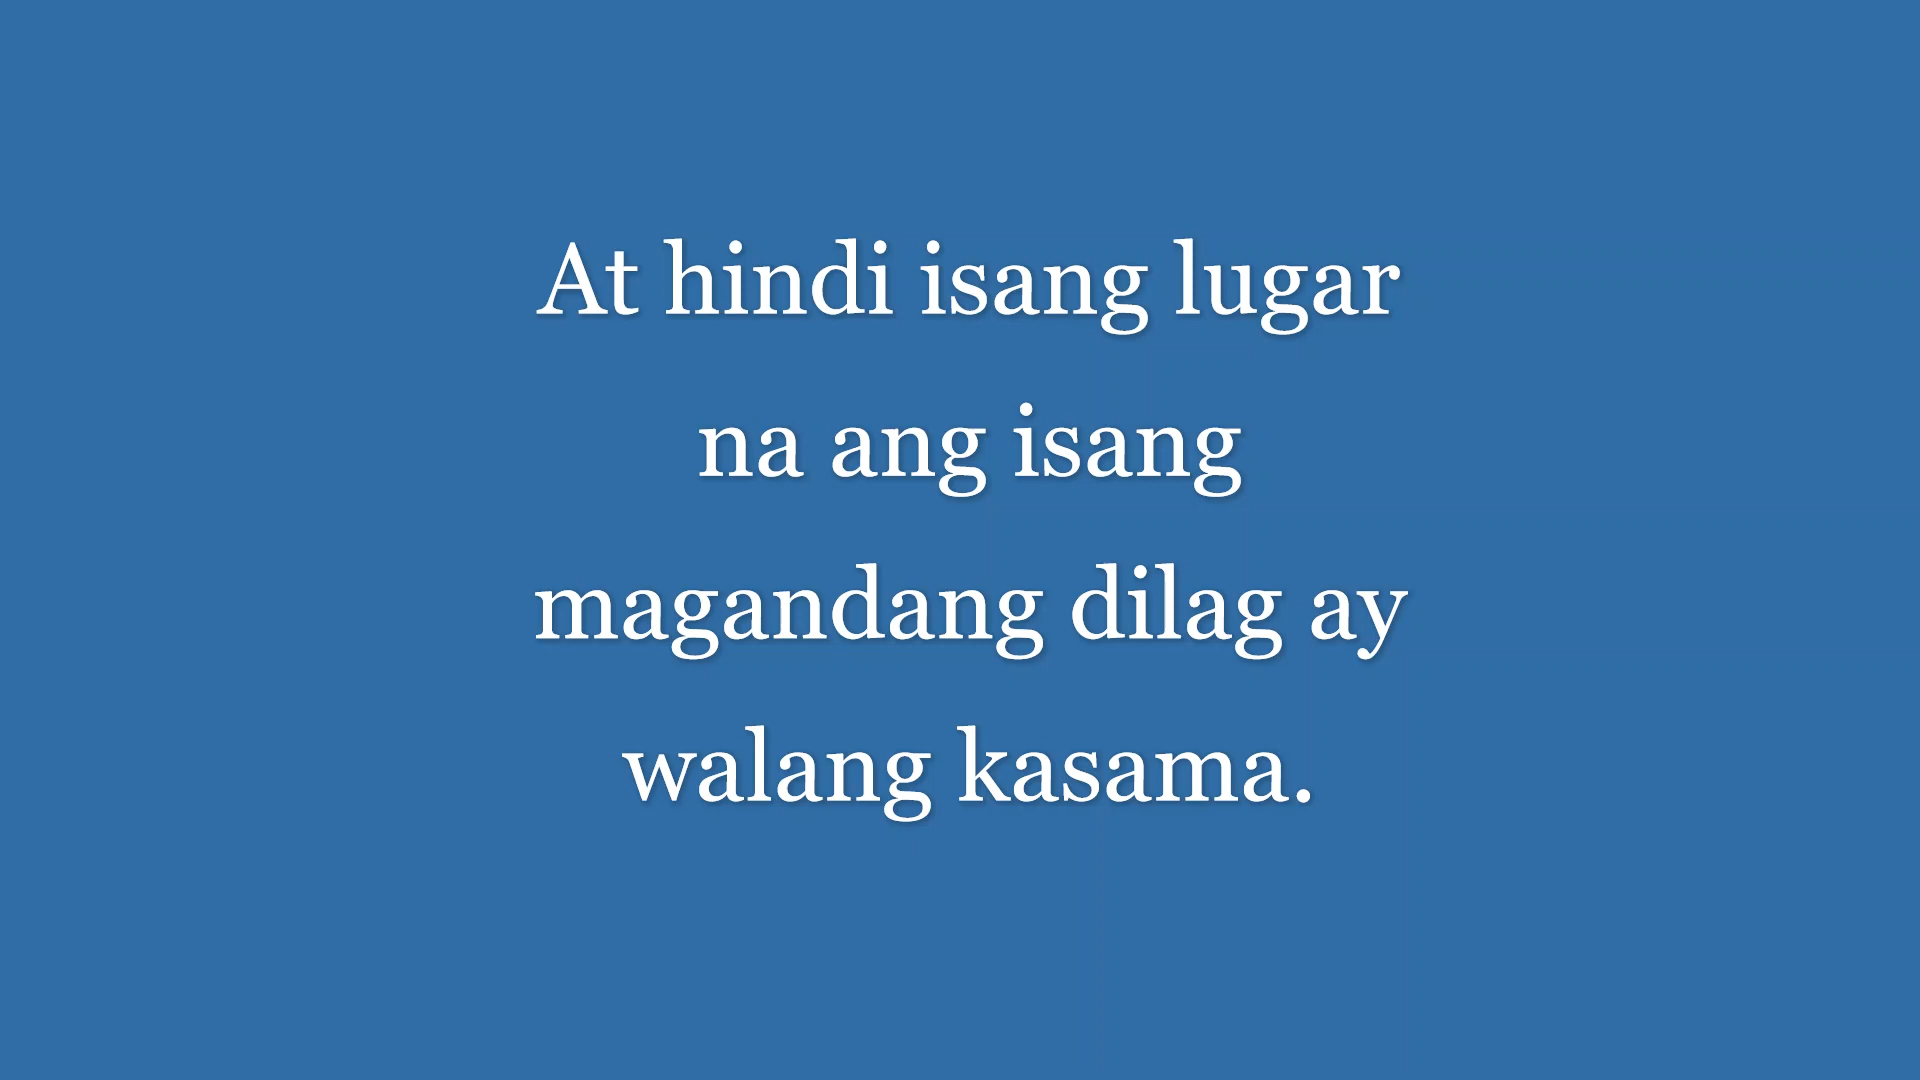 At hindi isang lugar
na ang isang
magandang dilag ay
walang kasama.